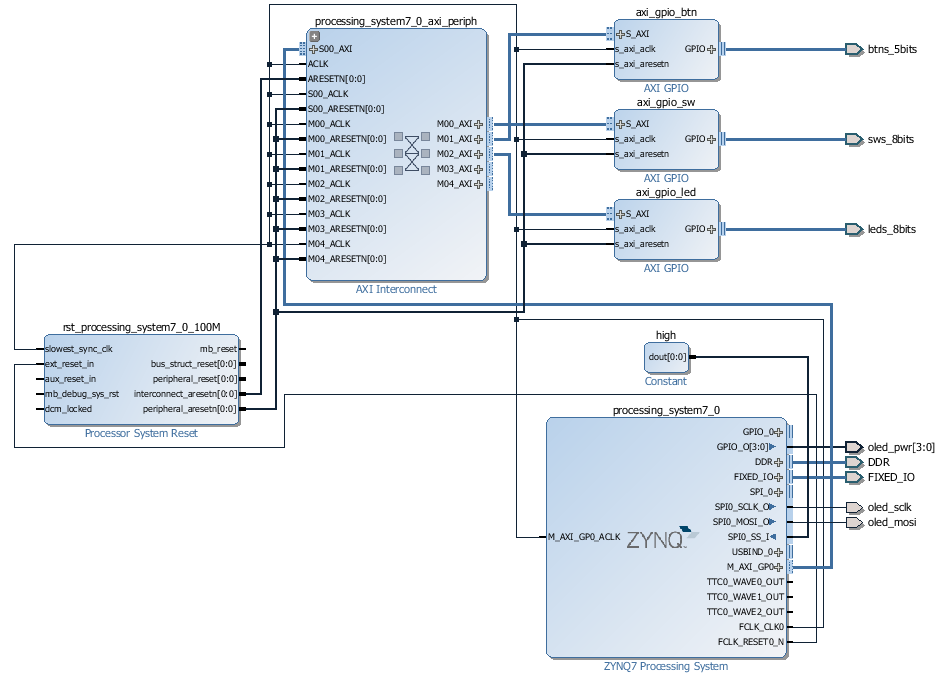 processing_system7_0_axi_periph
S00_AXI
ACLK
ARESETN[0:0]
S00_ACLK
S00_ARESETN[0:0]
M00_ACLK
M00_ARESETN[0:0]
M01_ACLK
M01_ARESETN[0:0]
M02_ACLK
M02_ARESETN[0:0]
M03_ACLK
M03_ARESETN[0:0]
M04_ACLK
M04_ARESETN[0:0]
M00_AXI
M01_AXI
M02_AXI
M03_AXI
M04_AXI
AXI Interconnect
axi_gpio_btn
S_AXI
s_axi_aclk
s_axi_aresetn
GPIO
AXI GPIO
btns_5bits
axi_gpio_sw
S_AXI
s_axi_aclk
s_axi_aresetn
GPIO
AXI GPIO
sws_8bits
axi_gpio_led
S_AXI
s_axi_aclk
s_axi_aresetn
GPIO
AXI GPIO
leds_8bits
rst_processing_system7_0_100M
slowest_sync_clk
ext_reset_in
aux_reset_in
mb_debug_sys_rst
dcm_locked
mb_reset
bus_struct_reset[0:0]
peripheral_reset[0:0]
interconnect_aresetn[0:0]
peripheral_aresetn[0:0]
Processor System Reset
high
dout[0:0]
Constant
processing_system7_0
M_AXI_GP0_ACLK
ZYNQ
GPIO_0
GPIO_O[3:0]
DDR
FIXED_IO
SPI_0
SPI0_SCLK_O
SPI0_MOSI_O
SPI0_SS_I
USBIND_0
M_AXI_GP0
TTC0_WAVE0_OUT
TTC0_WAVE1_OUT
TTC0_WAVE2_OUT
FCLK_CLK0
FCLK_RESET0_N
ZYNQ7 Processing System
oled_pwr[3:0]
DDR
FIXED_IO
oled_sclk
oled_mosi